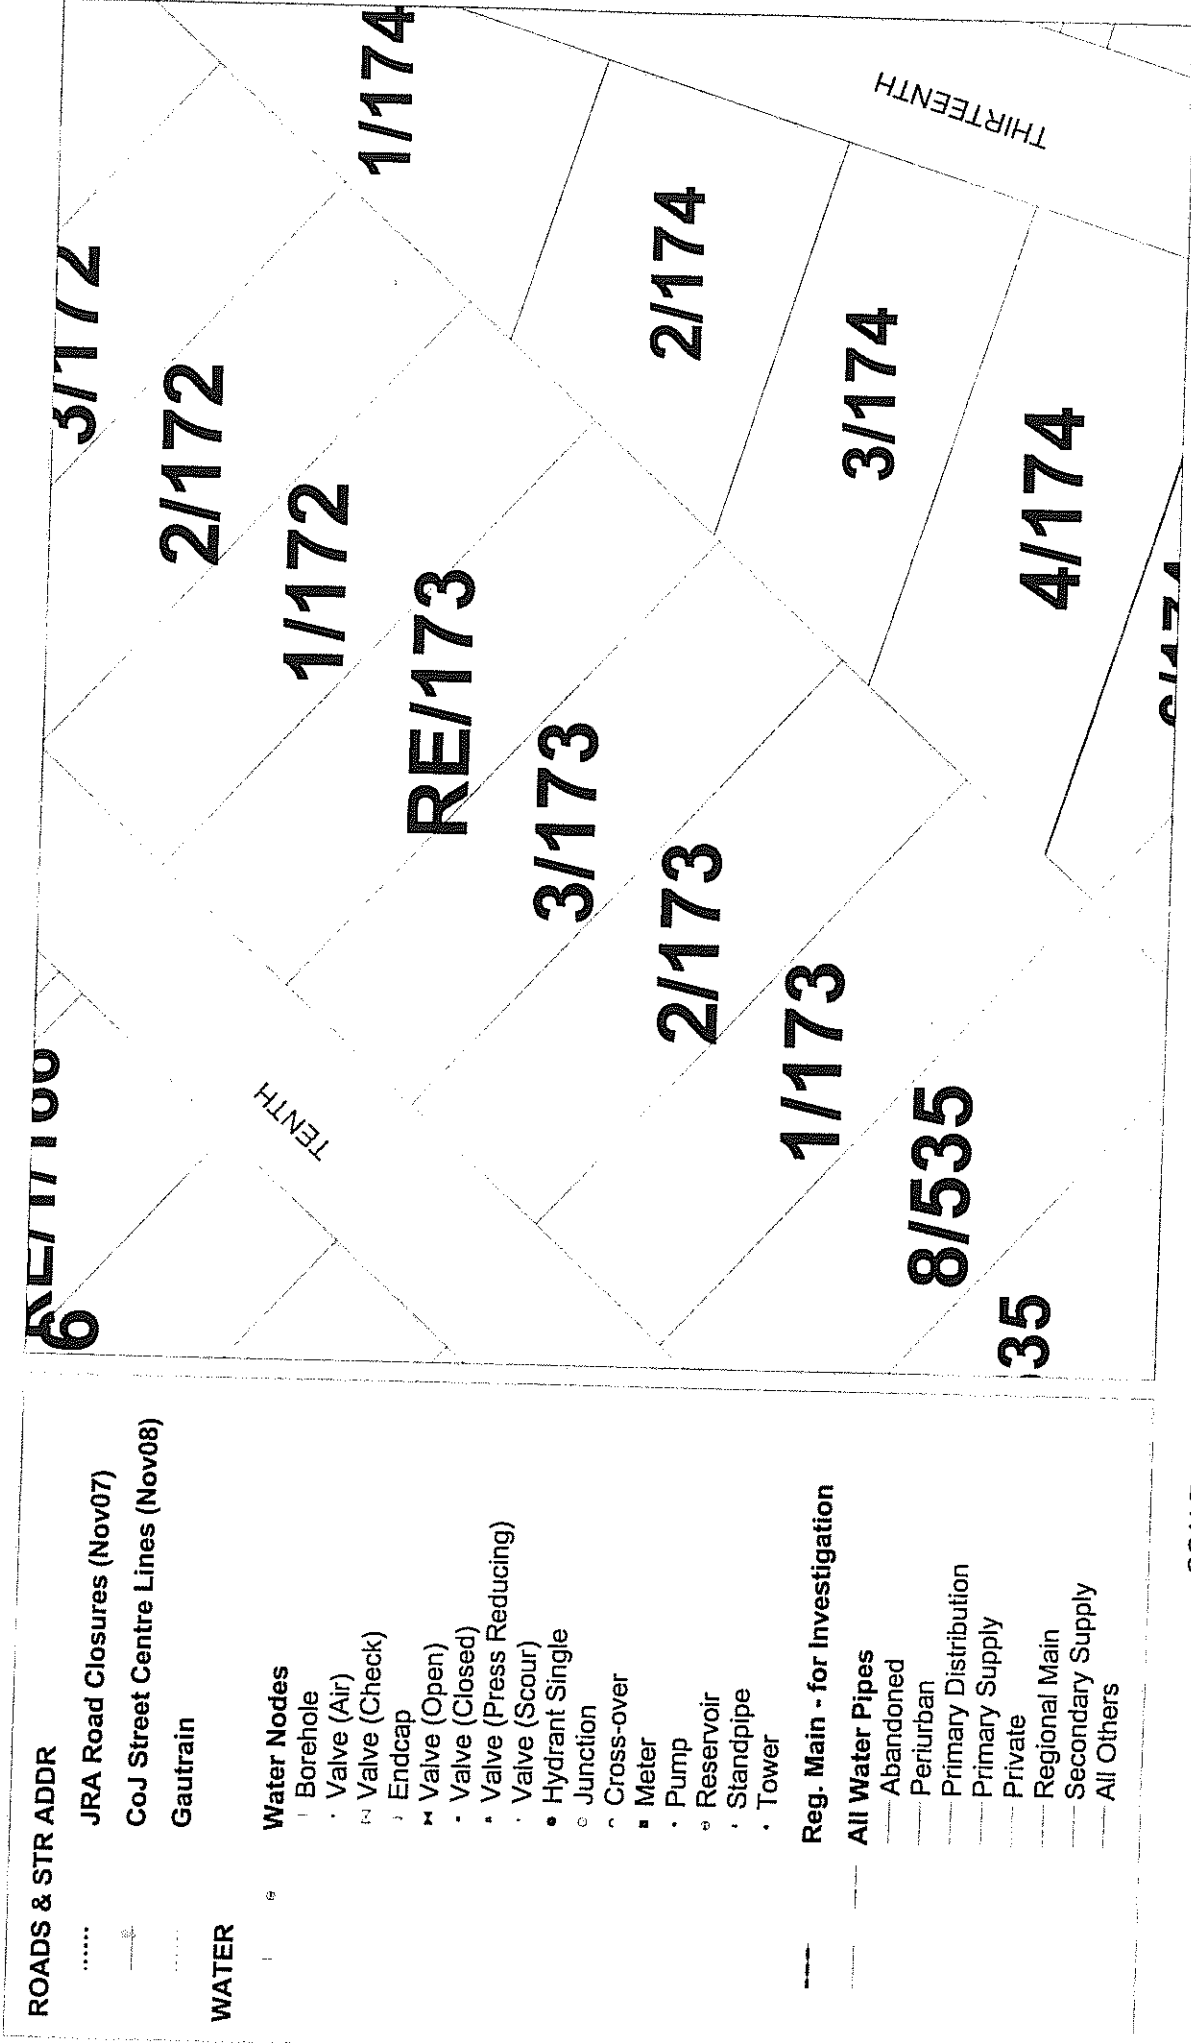 3/172
1/174
2/172
1/172
2/174
RE/173
3/174
THIRTEENTH
3/173
4/174
2/173
TENTH
1/173
8/535
35
6
ROADS & STR ADDR
JRA Road Closures (Nov07)
CoJ Street Centre Lines (Nov08)
Gautrain
WATER
Water Nodes
Borehole
Valve (Air)
Valve (Check)
Endcap
Valve (Open)
Valve (Closed)
Valve (Press Reducing)
Valve (Scour)
Hydrant Single
Junction
Cross-over
Meter
Pump
Reservoir
Standpipe
Tower
Reg. Main - for Investigation
All Water Pipes
Abandoned
Periurban
Primary Distribution
Primary Supply
Private
Regional Main
Secondary Supply
All Others